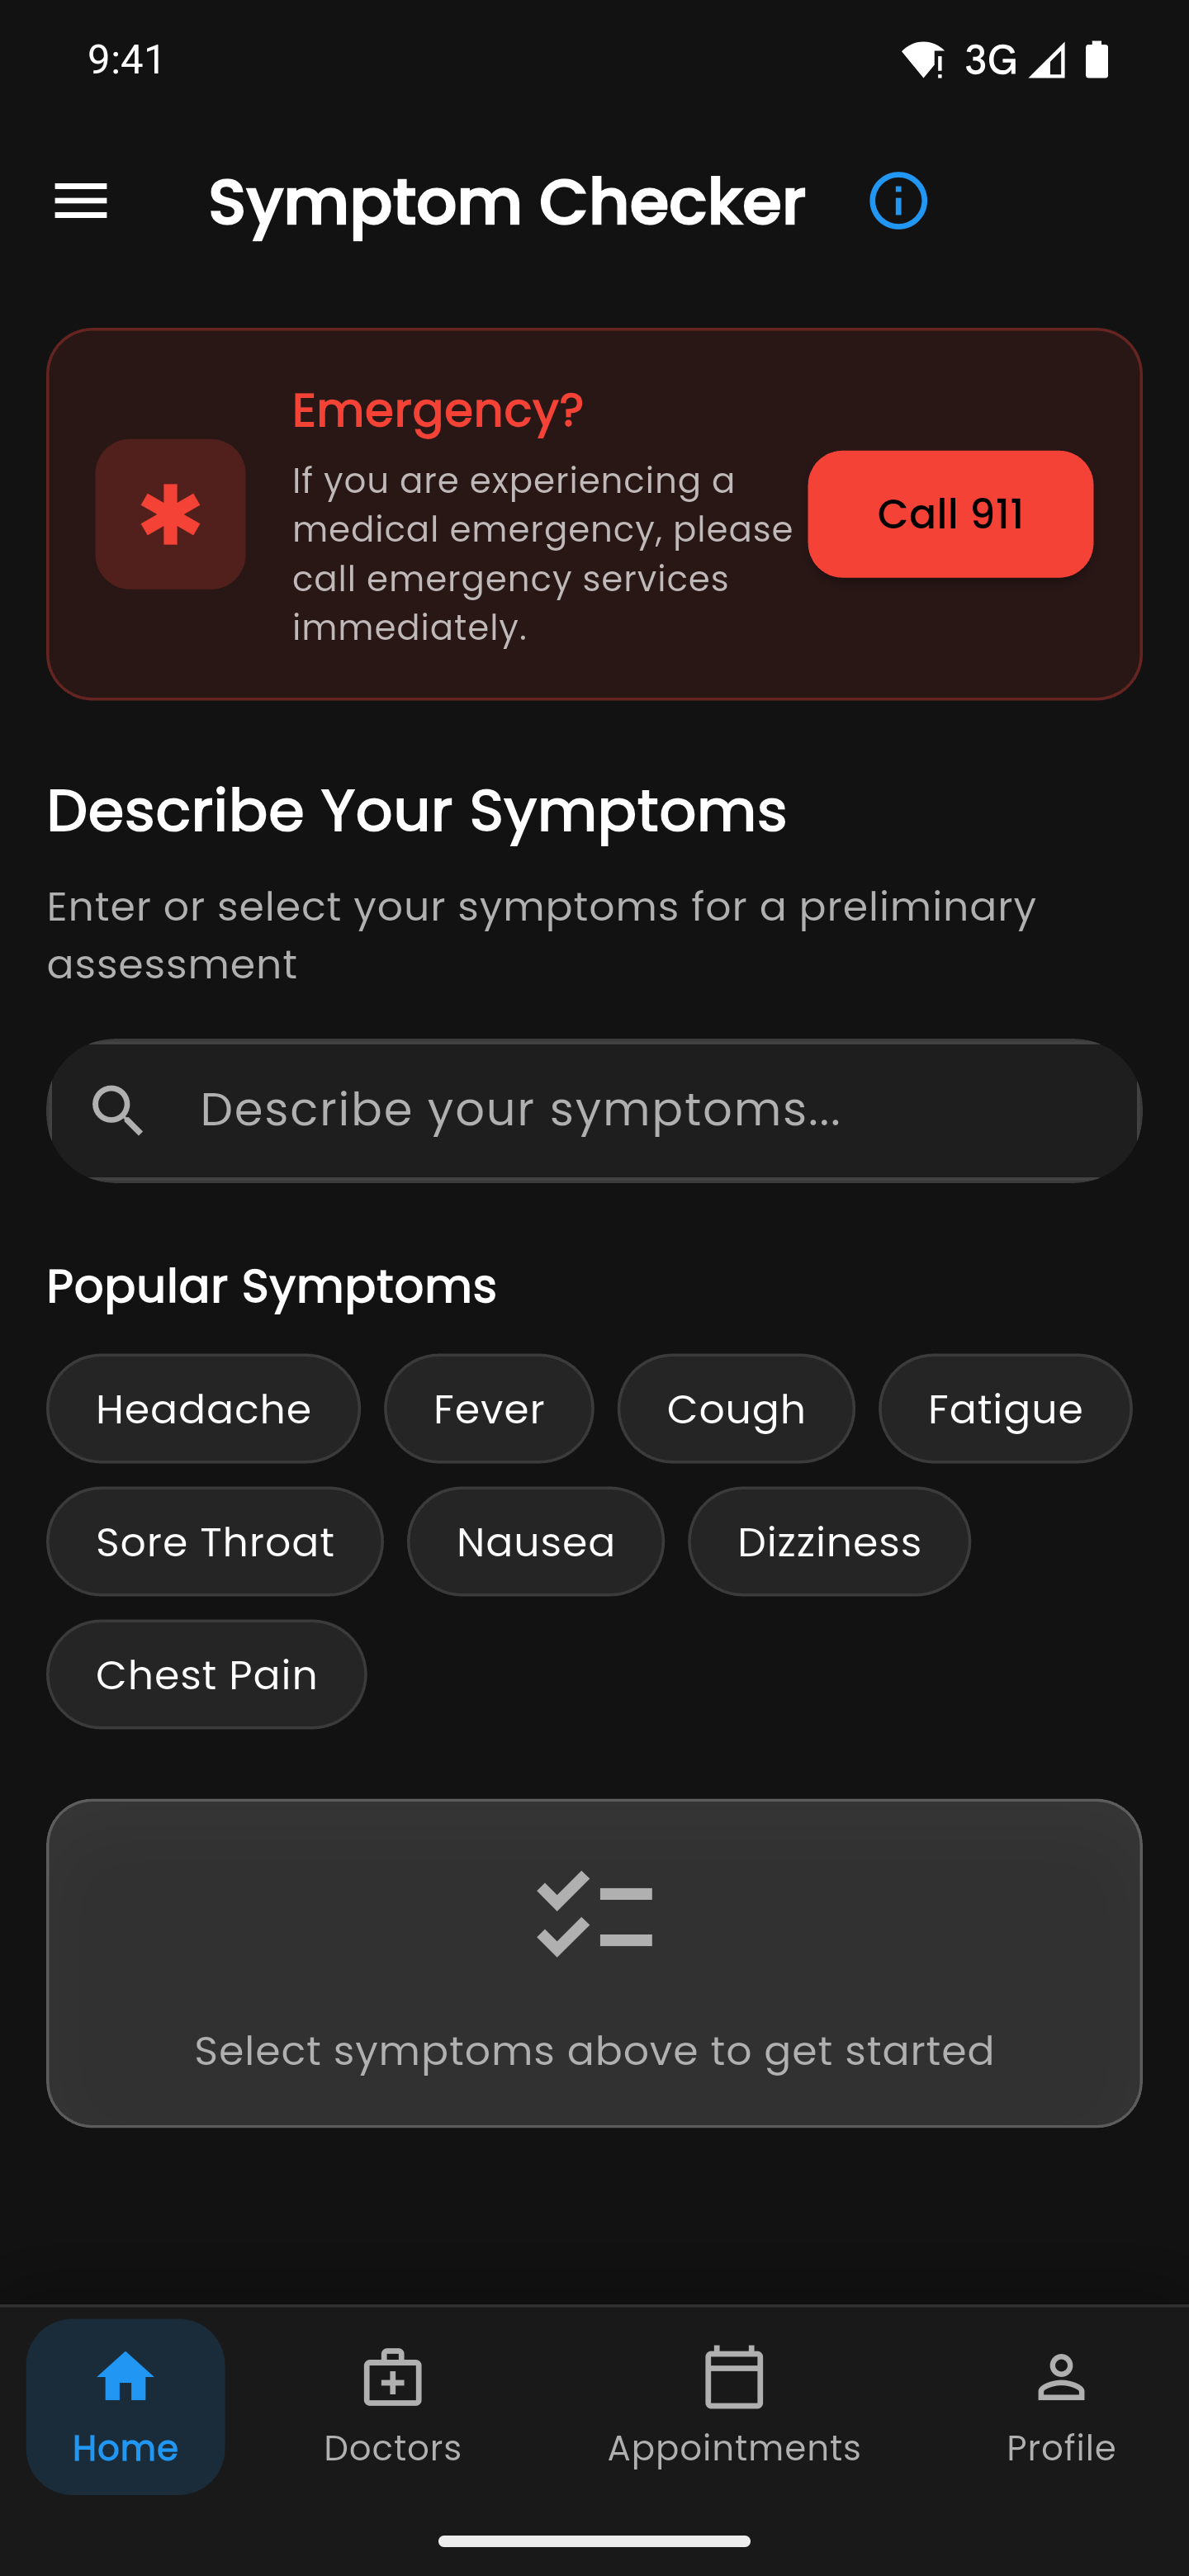 9:41
3G
Symptom Checker
Emergency?
If you are experiencing a
medical emergency, please
call emergency services
immediately.
Call 911
Describe Your Symptoms
Enter or select your symptoms for a preliminary
assessment
Describe your symptoms...
Popular Symptoms
Headache
Fever
Cough
Fatigue
Sore Throat
Nausea
Dizziness
Chest Pain
Select symptoms above to get started
Home
Doctors
Appointments
Profile